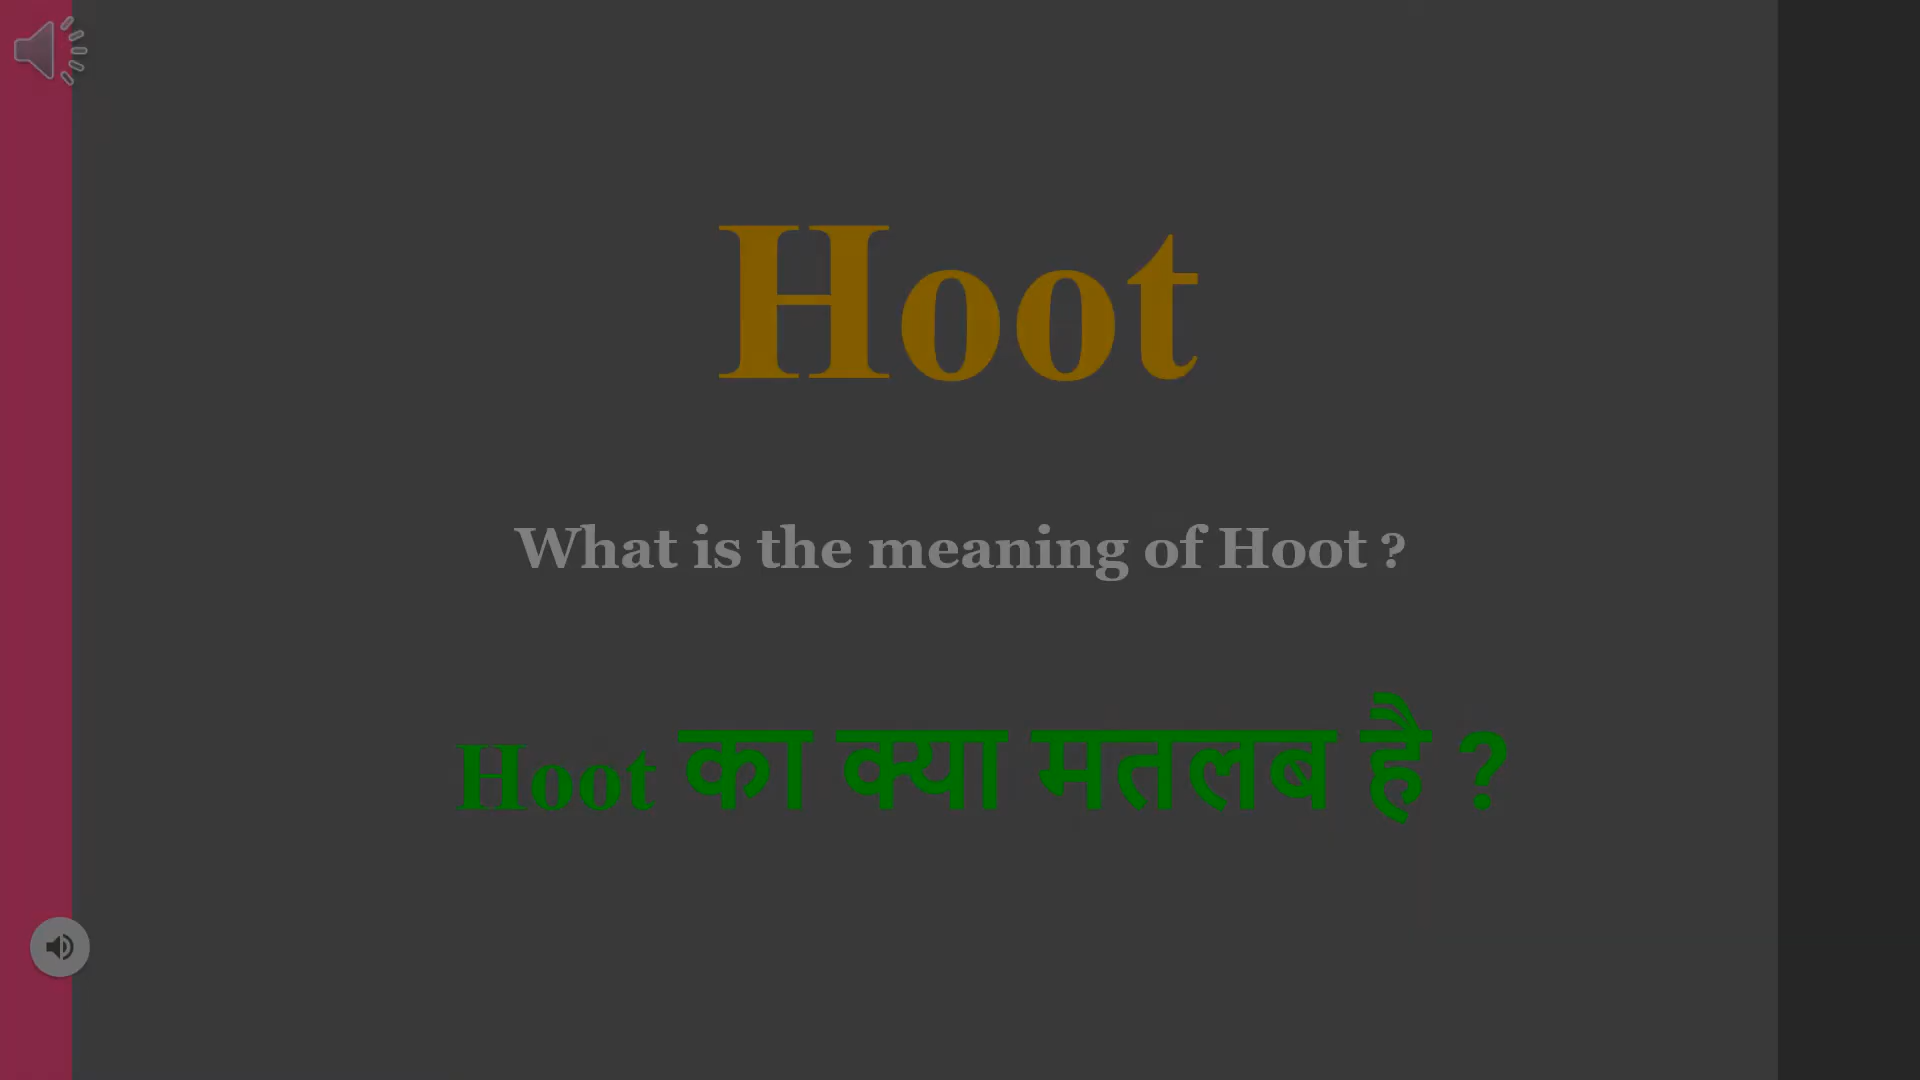 Hoot
What is the meaning of Hoot ?
Hoot का क्या मतलब है ?